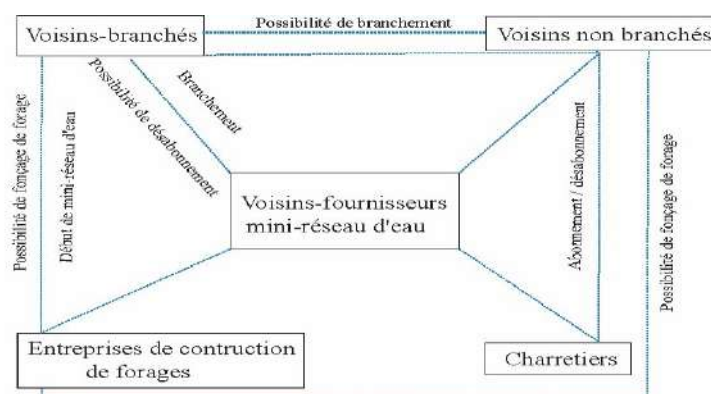 Possibilité de branchement
Voisins-branchés
Voisins non branchés
Branchement
Possibilité de désabonnement
Possibilité de fonçage de forage
Début de mini-réseau d'eau
Voisins-fournisseurs
mini-réseau d'eau
Abonnement / désabonnement
Possibilité de fonçage de forage
Entreprises de contruction
de forages
Charretiers